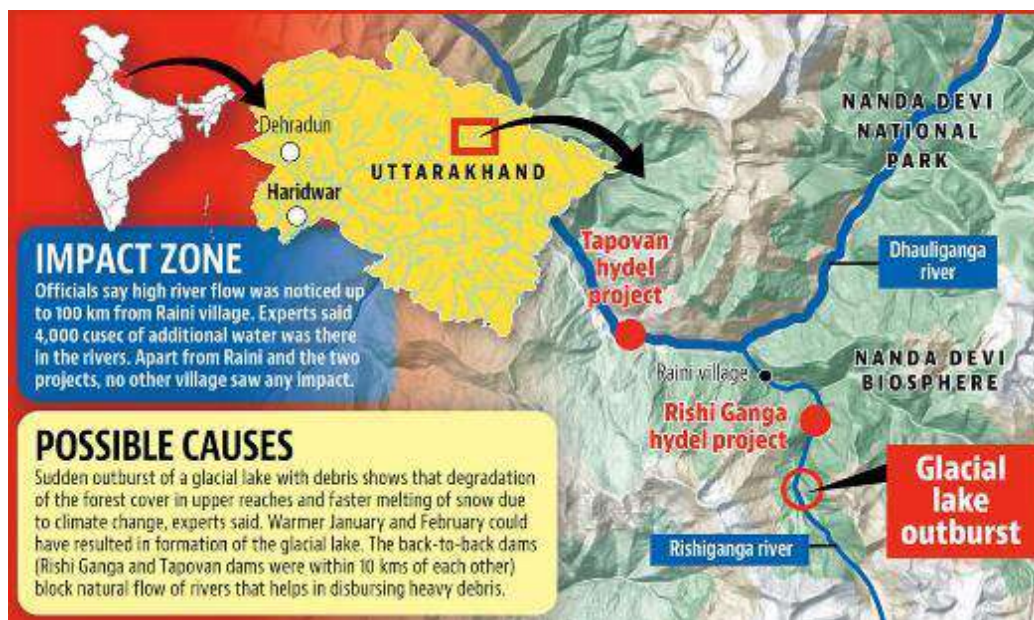 Dehradun
Haridwar
UTTARAKHAND
IMPACT ZONE
Officials say high river flow was noticed up
to 100 km from Raini village. Experts said
4,000 cusec of additional water was there
in the rivers. Apart from Raini and the two
projects, no other village saw any impact.
POSSIBLE CAUSES
Sudden outburst of a glacial lake with debris shows that degradation
of the forest cover in upper reaches and faster melting of snow due
to climate change, experts said. Warmer January and February could
have resulted in formation of the glacial lake. The back-to-back dams
(Rishi Ganga and Tapovan dams were within 10 kms of each other)
block natural flow of rivers that helps in disbursing heavy debris.
NANDA DEVI
NATIONAL
PARK
Tapovan
hydel
project
Dhauliganga
river
Raini village
NANDA DEVI
BIOSPHERE
Rishi Ganga
hydel project
Glacial
lake
outburst
Rishiganga river